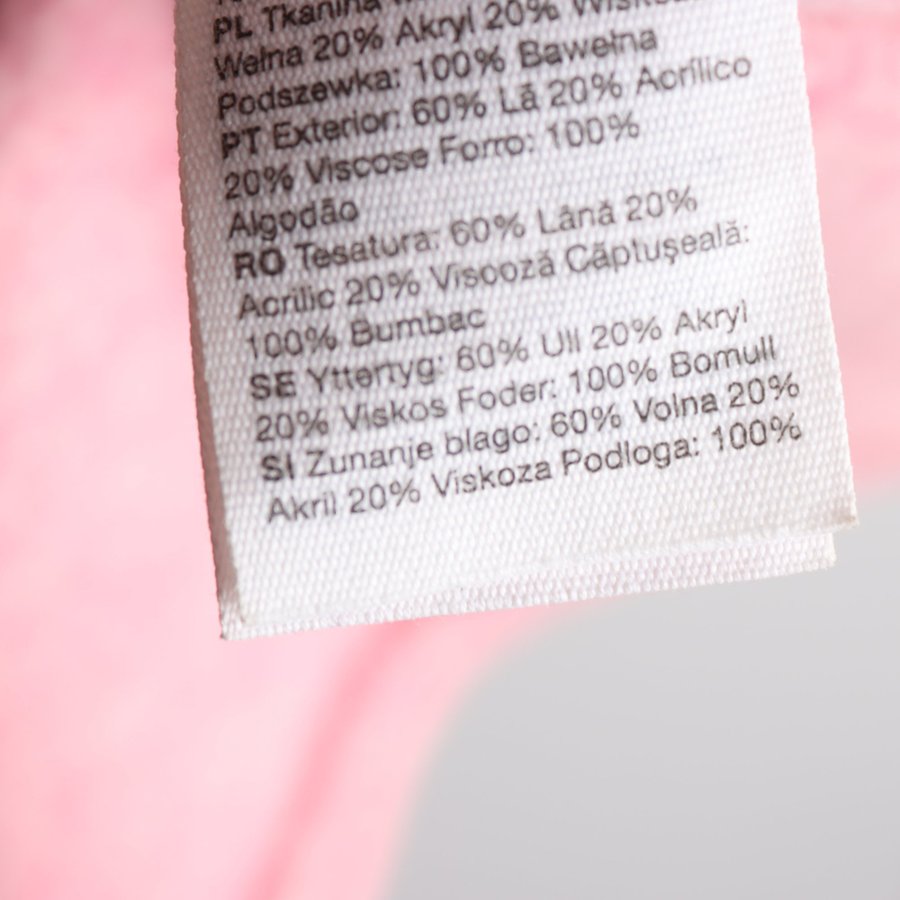 PL Tkanina
Wełna 20% Akryl 20%
Podszewka: 100% Bawełna
PT Exterior: 60% Lã 20% Acrílico
20% Viscose Forro: 100%
Algodão
RO Tesatura: 60% Lână 20%
Acrilic 20% Viscoză Căptuşeală:
100% Bumbac
SE Yttertyg: 60% Ull 20% Akryl
20% Viskos Foder: 100% Bomull
SI Zunanje blago: 60% Volna 20%
Akril 20% Viskoza Podloga: 100%